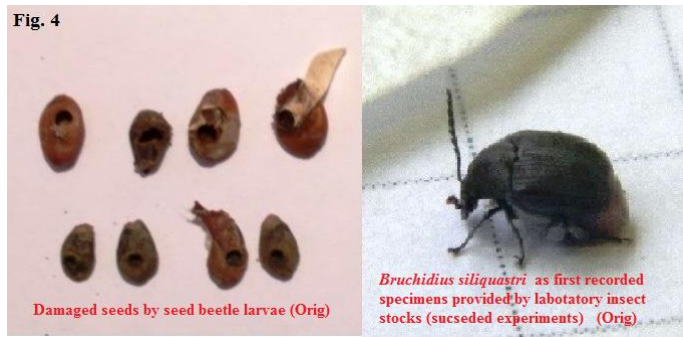 Fig. 4
Damaged seeds by seed beetle larvae (Orig)
Bruchidius siliquastri as first recorded
specimens provided by labotatory insect
stocks (sucseded experiments) (Orig)